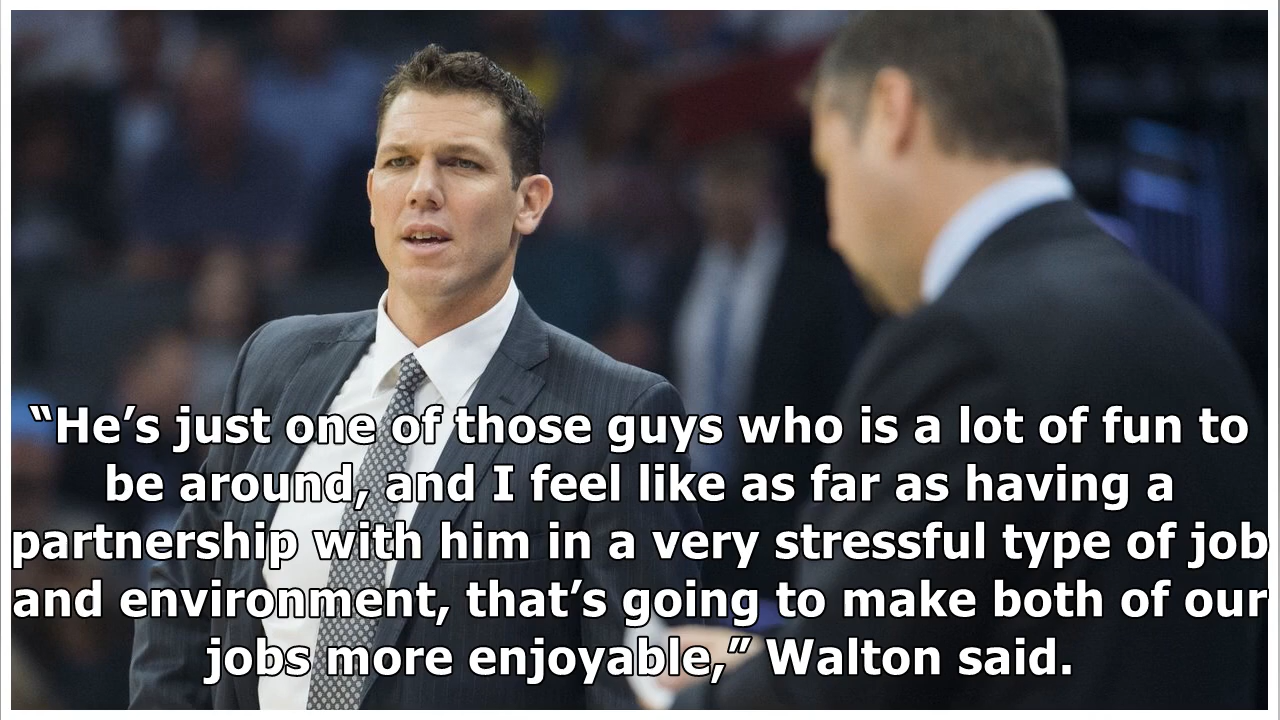 “He’s just one of those guys who is a lot of fun to
be around, and I feel like as far as having a
partnership with him in a very stressful type of job
and environment, that’s going to make both of our
jobs more enjoyable,” Walton said.